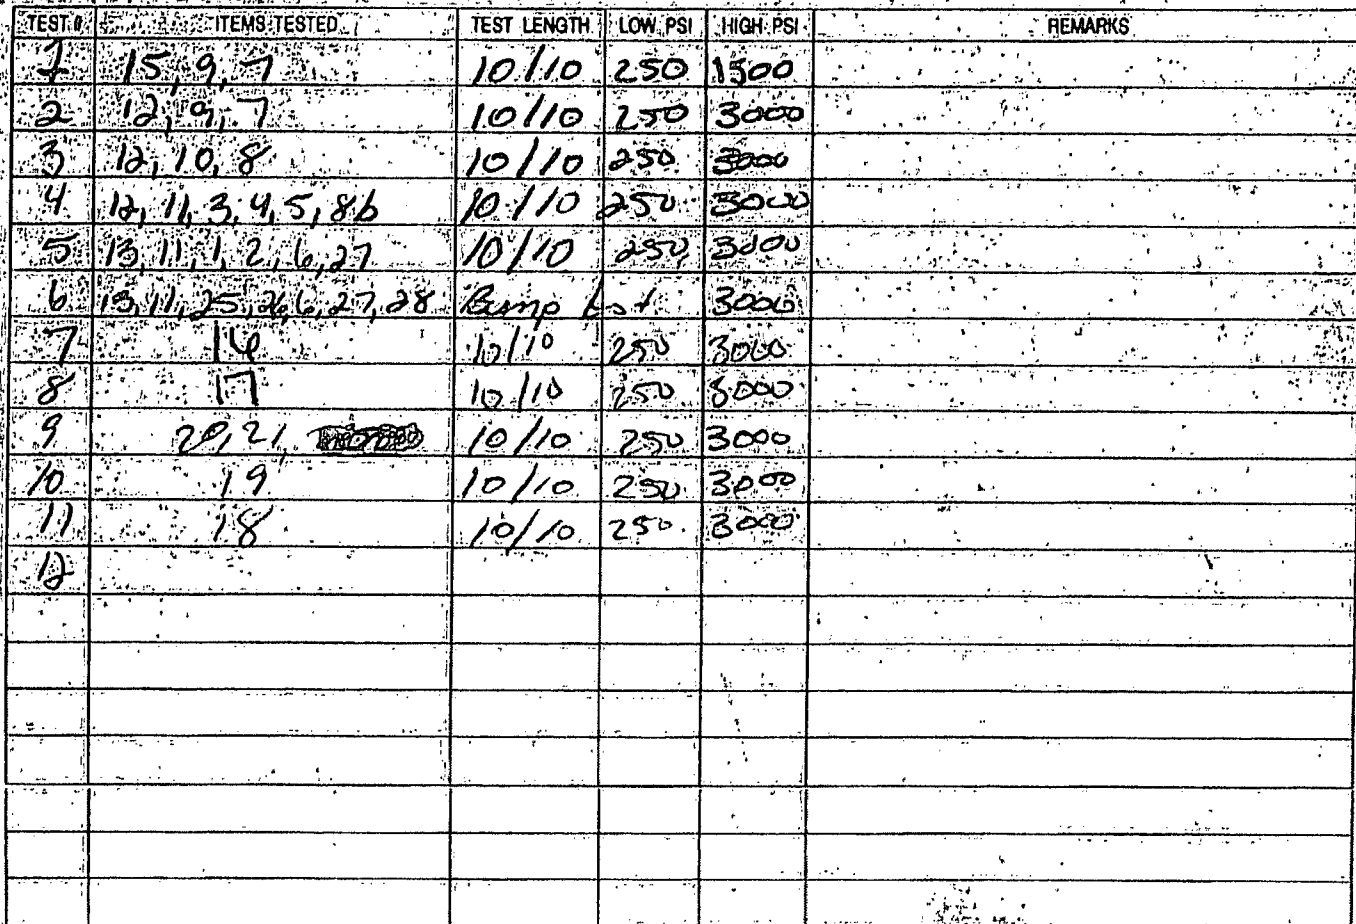 TEST # ITEMS TESTED TEST LENGTH LOW PSI HIGH PSI REMARKS
1 15, 9, 7 10/10 250 1500
2 12, 9, 7 10/10 250 3000
3 12, 10, 8 10/10 250 3000
4 12, 11, 3, 4, 5, 8b 10/10 250 3000
5 13, 11, 1, 2, 6, 27 10/10 250 3000
6 13, 11, 25, 26, 6, 27, 28 Bump test 3000
7 16 10/10 250 3000
8 17 10/10 250 3000
9 20, 21, 10/10 250 3000
10 19 10/10 250 3000
11 18 10/10 250 3000
12